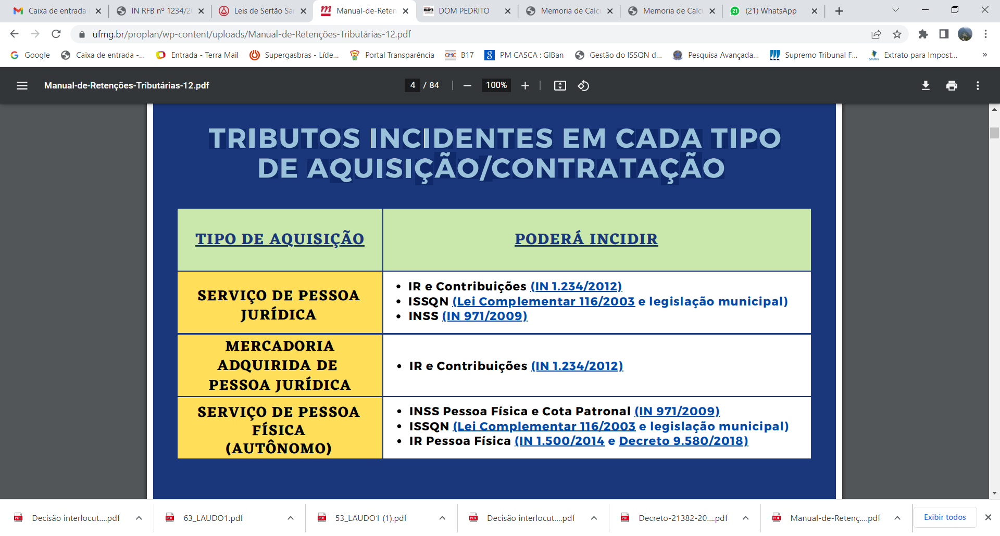 Caixa de entrada
IN RFB nº 1234/20
Leis de Sertão Sa
Manual-de-Reten
DOM PEDRITO
Memoria de Calc
Memoria de Calc
(21) WhatsApp
ufmg.br/proplan/wp-content/uploads/Manual-de-Retenções-Tributárias-12.pdf
Google
Caixa de entrada -...
Entrada - Terra Mail
Supergasbras - Líde...
Portal Transparência
CMC B17
PM CASCA : GIBan
Gestão do ISSQN d...
Pesquisa Avançada...
Supremo Tribunal F...
Extrato para Impost...
»
Manual-de-Retenções-Tributárias-12.pdf
4 / 84
100%
TRIBUTOS INCIDENTES EM CADA TIPO
DE AQUISIÇÃO/CONTRATAÇÃO
TIPO DE AQUISIÇÃO
PODERÁ INCIDIR
SERVIÇO DE PESSOA
JURÍDICA
• IR e Contribuições (IN 1.234/2012)
• ISSQN (Lei Complementar 116/2003 e legislação municipal)
• INSS (IN 971/2009)
MERCADORIA
ADQUIRIDA DE
PESSOA JURÍDICA
• IR e Contribuições (IN 1.234/2012)
SERVIÇO DE PESSOA
FÍSICA
(AUTÔNOMO)
• INSS Pessoa Física e Cota Patronal (IN 971/2009)
• ISSQN (Lei Complementar 116/2003 e legislação municipal)
• IR Pessoa Física (IN 1.500/2014 e Decreto 9.580/2018)
Decisão interlocut....pdf
63_LAUDO1.pdf
53_LAUDO1 (1).pdf
Decisão interlocut....pdf
Decreto-21382-20....pdf
Manual-de-Retenç....pdf
Exibir todos